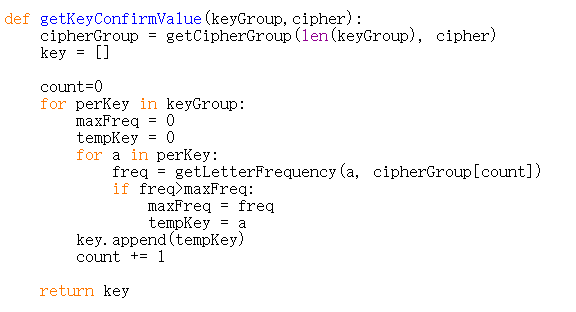 def getKeyConfirmValue(keyGroup,cipher):
    cipherGroup = getCipherGroup(len(keyGroup), cipher)
    key = []

    count=0
    for perKey in keyGroup:
        maxFreq = 0
        tempKey = 0
        for a in perKey:
            freq = getLetterFrequency(a, cipherGroup[count])
            if freq>maxFreq:
                maxFreq = freq
                tempKey = a
        key.append(tempKey)
        count += 1

    return key